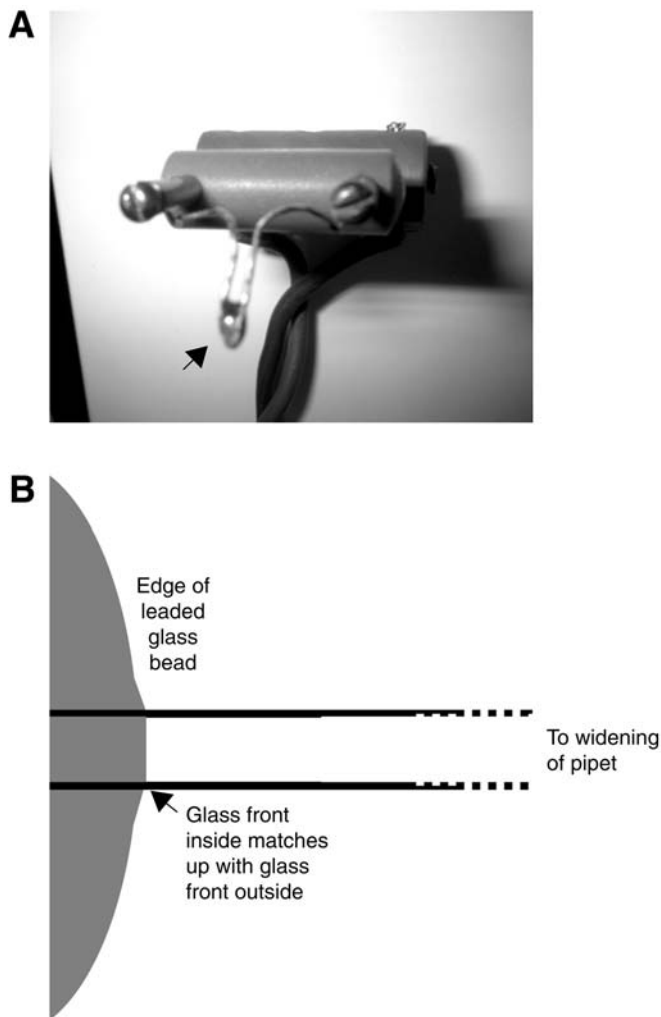 A
B
Edge of
leaded
glass
bead
To widening
of pipet
Glass front
inside matches
up with glass
front outside